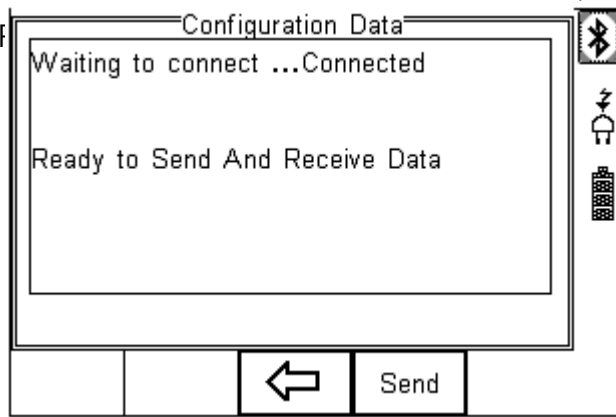 Configuration Data
Waiting to connect ...Connected
Ready to Send And Receive Data
Send